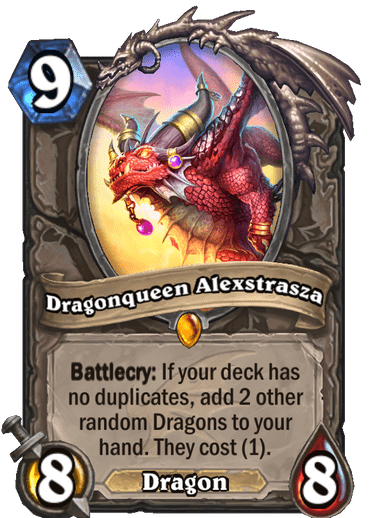 9
Dragonqueen Alexstrasza
Battlecry: If your deck has
no duplicates, add 2 other
random Dragons to your
hand. They cost (1).
8
Dragon
8